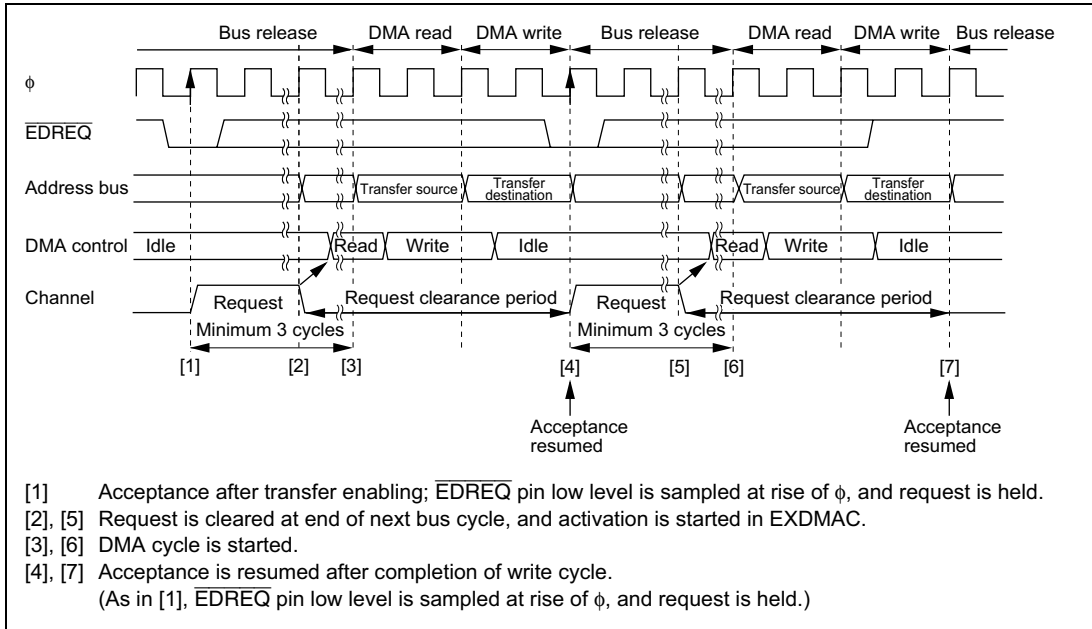 Bus release DMA read DMA write Bus release DMA read DMA write Bus release
ϕ
EDREQ
Address bus Transfer source Transfer destination Transfer source Transfer destination
DMA control Idle Read Write Idle Read Write Idle
Channel Request Request clearance period Request Request clearance period
Minimum 3 cycles Minimum 3 cycles
[1] [2] [3] [4] [5] [6] [7]
Acceptance resumed Acceptance resumed
[1] Acceptance after transfer enabling; EDREQ pin low level is sampled at rise of ϕ, and request is held.
[2], [5] Request is cleared at end of next bus cycle, and activation is started in EXDMAC.
[3], [6] DMA cycle is started.
[4], [7] Acceptance is resumed after completion of write cycle.
(As in [1], EDREQ pin low level is sampled at rise of ϕ, and request is held.)